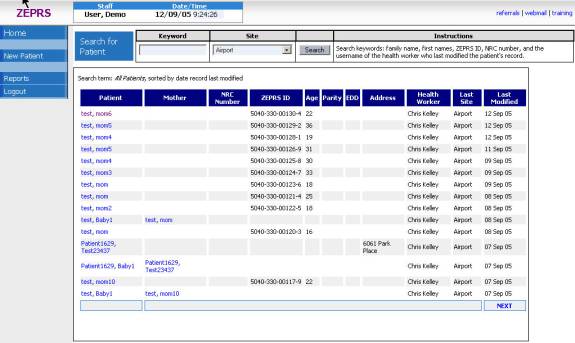 ZEPRS
Staff Date/Time
User, Demo 12/09/05 9:24:26
referrals | webmail | training
Home
New Patient
Reports
Logout
Search for Patient
Keyword Site Instructions
Airport Search Search keywords: family name, first names, ZEPRS ID, NRC number, and the
username of the health worker who last modified the patient's record.
Search term: All Patients, sorted by date record last modified
Patient Mother NRC Number ZEPRS ID Age Parity EDD Address Health Worker Last Site Last Modified
test, mom6 5040-330-00130-4 22 Chris Kelley Airport 12 Sep 05
test, mom5 5040-330-00129-2 36 Chris Kelley Airport 12 Sep 05
test, mom4 5040-330-00128-1 19 Chris Kelley Airport 12 Sep 05
test, mom5 5040-330-00126-9 31 Chris Kelley Airport 11 Sep 05
test, mom4 5040-330-00125-8 30 Chris Kelley Airport 09 Sep 05
test, mom3 5040-330-00124-7 33 Chris Kelley Airport 09 Sep 05
test, mom 5040-330-00123-6 18 Chris Kelley Airport 09 Sep 05
test, mom 5040-330-00121-4 25 Chris Kelley Airport 08 Sep 05
test, mom2 5040-330-00122-5 18 Chris Kelley Airport 08 Sep 05
test, Baby1 test, mom Chris Kelley Airport 08 Sep 05
test, mom 5040-330-00120-3 16 Chris Kelley Airport 08 Sep 05
Patient1629, Test23437 6061 Park Place Chris Kelley Airport 07 Sep 05
Patient1629, Baby1 Patient1629, Test23437 Chris Kelley Airport 07 Sep 05
test, mom10 5040-330-00117-9 22 Chris Kelley Airport 07 Sep 05
test, Baby1 test, mom10 Chris Kelley Airport 07 Sep 05
NEXT